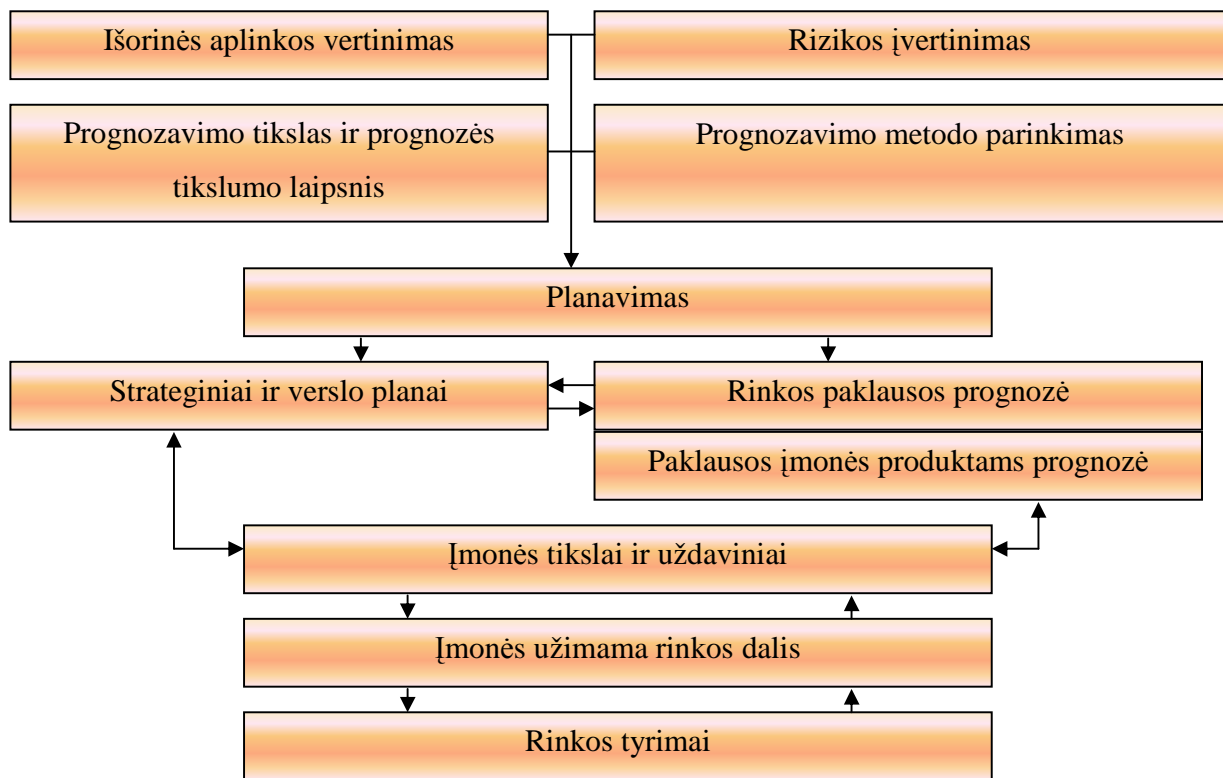 Išorinės aplinkos vertinimas
Rizikos įvertinimas
Prognozavimo tikslas ir prognozės
tikslumo laipsnis
Prognozavimo metodo parinkimas
Planavimas
Strateginiai ir verslo planai
Rinkos paklausos prognozė
Paklausos įmonės produktams prognozė
Įmonės tikslai ir uždaviniai
Įmonės užimama rinkos dalis
Rinkos tyrimai